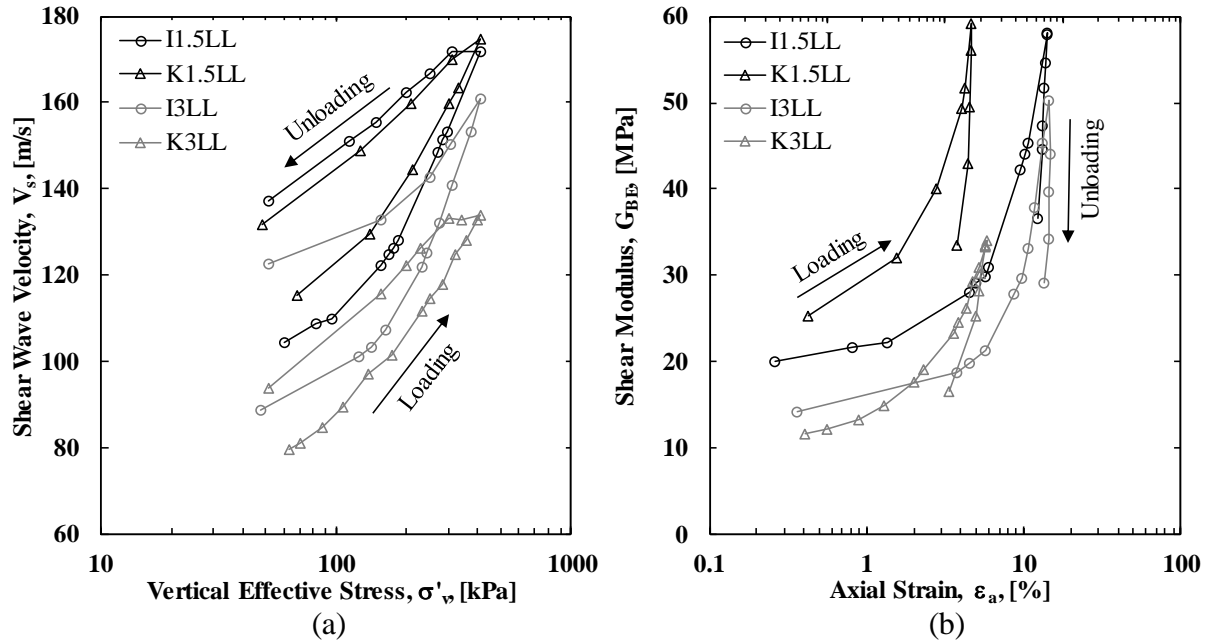 I1.5LL
K1.5LL
I3LL
K3LL
Unloading
Loading
180
160
140
120
100
80
60
10
100
1000
Shear Wave Velocity, Vs, [m/s]
Vertical Effective Stress, σ'v, [kPa]
(a)
I1.5LL
K1.5LL
I3LL
K3LL
Loading
Unloading
60
50
40
30
20
10
0
0.1
1
10
100
Shear Modulus, GBE, [MPa]
Axial Strain, εa, [%]
(b)